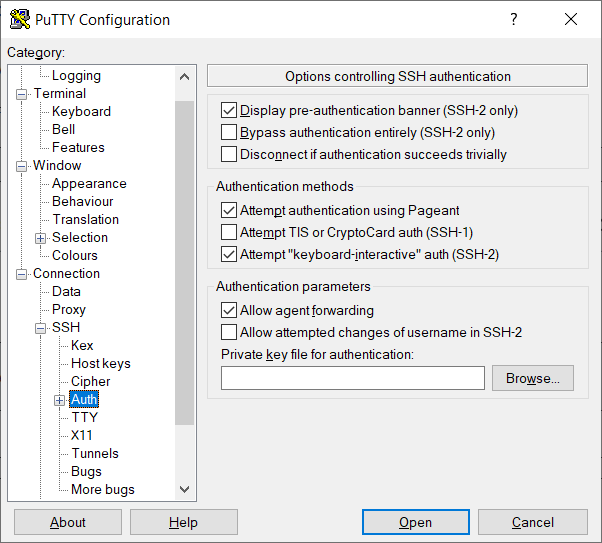 PuTTY Configuration
Category:
Logging
Terminal
Keyboard
Bell
Features
Window
Appearance
Behaviour
Translation
Selection
Colours
Connection
Data
Proxy
SSH
Kex
Host keys
Cipher
Auth
TTY
X11
Tunnels
Bugs
More bugs
Options controlling SSH authentication
Display pre-authentication banner (SSH-2 only)
Bypass authentication entirely (SSH-2 only)
Disconnect if authentication succeeds trivially
Authentication methods
Attempt authentication using Pageant
Attempt TIS or CryptoCard auth (SSH-1)
Attempt "keyboard-interactive" auth (SSH-2)
Authentication parameters
Allow agent forwarding
Allow attempted changes of username in SSH-2
Private key file for authentication:
Browse...
About
Help
Open
Cancel